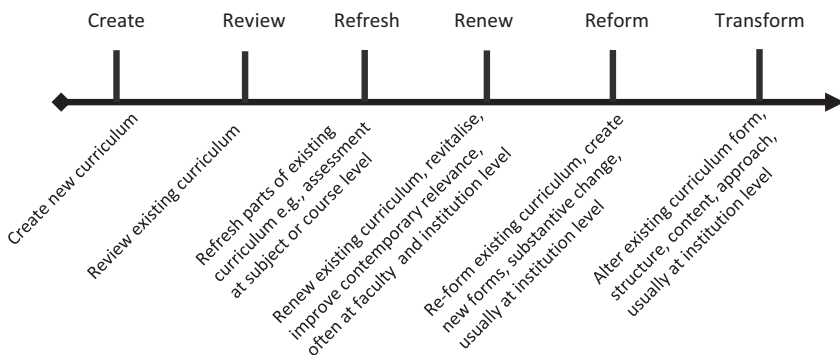 Create
Review
Refresh
Renew
Reform
Transform
Create new curriculum
Review existing curriculum
Refresh parts of existing
curriculum e.g., assessment
at subject or course level
Renew existing curriculum, revitalise,
improve contemporary relevance,
often at faculty and institution level
Re-form existing curriculum, create
new forms, substantive change,
usually at institution level
Alter existing curriculum form,
structure, content, approach,
usually at institution level